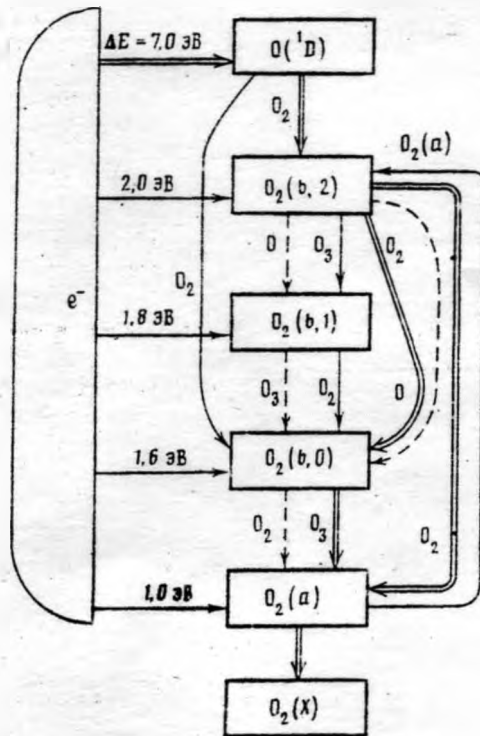 ΔE = 7,0 эВ
O(¹D)
O₂
O₂(a)
2,0 эВ
O₂(b,2)
O
O₃
O₂
O₂
e⁻
1,8 эВ
O₂(b,1)
O₃
O₂
O
1,6 эВ
O₂(b,0)
O₂
O₃
O₂
1,0 эВ
O₂(a)
O₂(X)